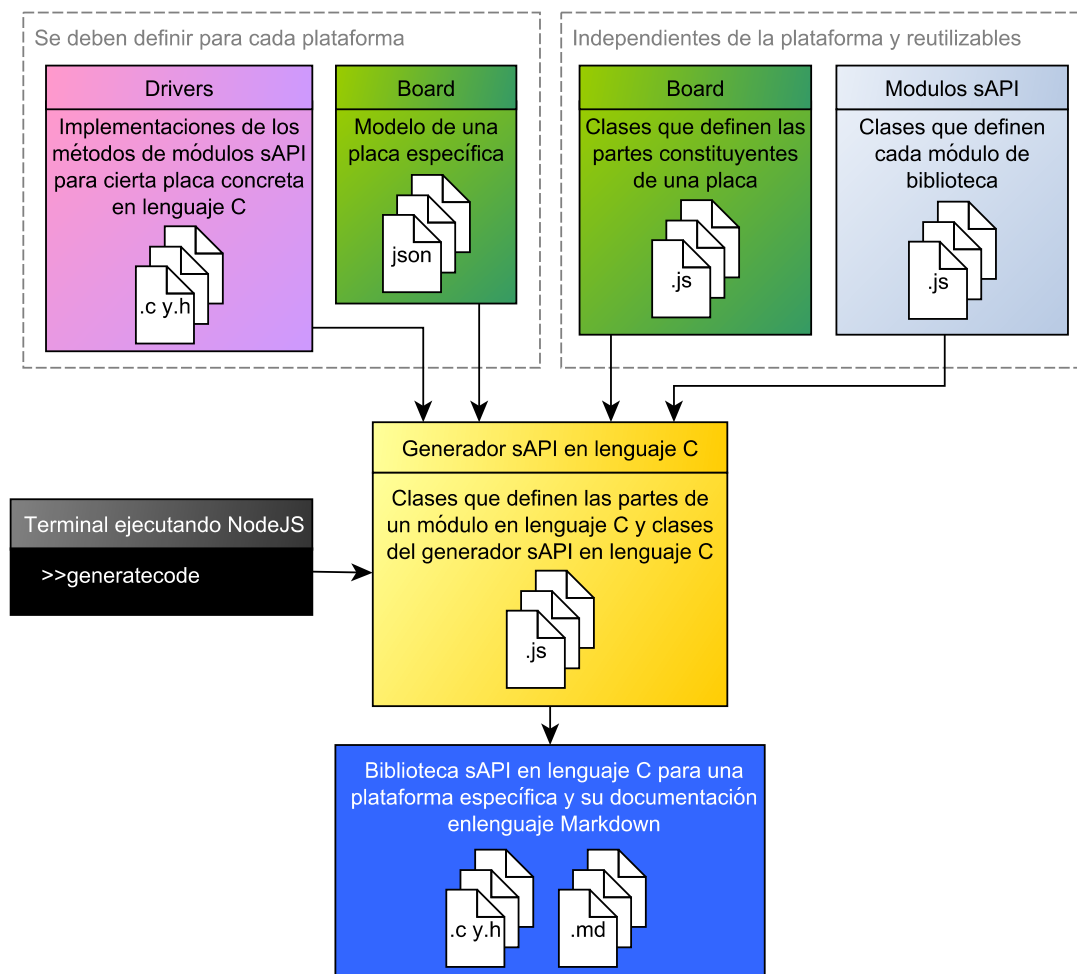 Se deben definir para cada plataforma
Drivers
Implementaciones de los
métodos de módulos sAPI
para cierta placa concreta
en lenguaje C
.c y.h
Board
Modelo de una
placa específica
json
Independientes de la plataforma y reutilizables
Board
Clases que definen las
partes constituyentes
de una placa
.js
Modulos sAPI
Clases que definen
cada módulo de
biblioteca
.js
Generador sAPI en lenguaje C
Clases que definen las partes de
un módulo en lenguaje C y clases
del generador sAPI en lenguaje C
.js
Terminal ejecutando NodeJS
>>generatecode
Biblioteca sAPI en lenguaje C para una
plataforma específica y su documentación
enlenguaje Markdown
.c y.h
.md